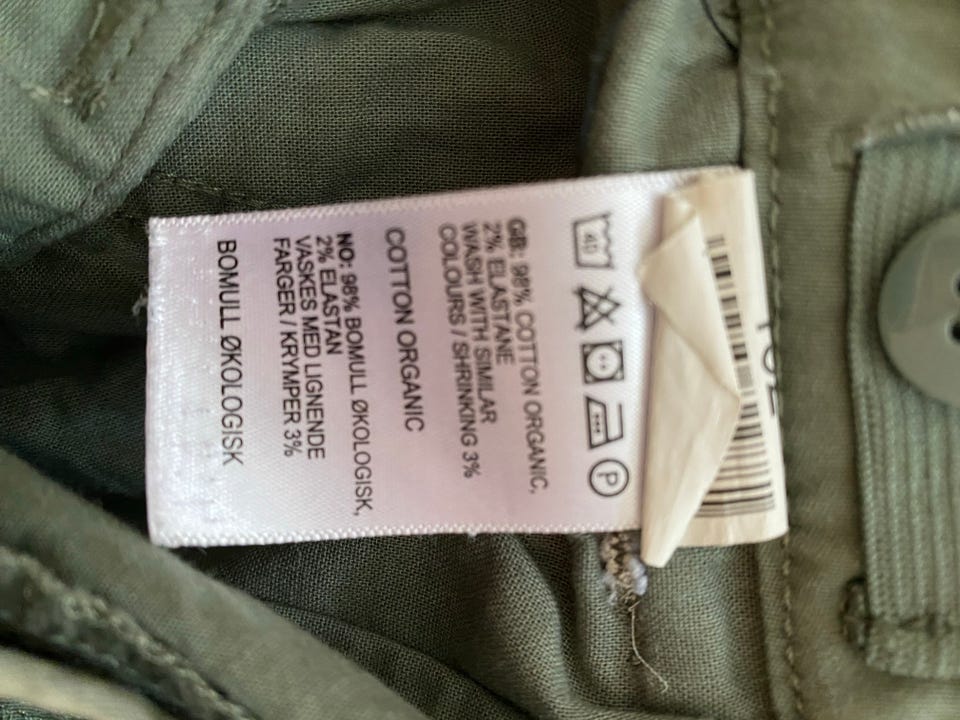 40
P
GB: 98% COTTON ORGANIC,
2% ELASTANE
WASH WITH SIMILAR
COLOURS / SHRINKING 3%
COTTON ORGANIC
NO: 98% BOMULL ØKOLOGISK,
2% ELASTAN
VASKES MED LIGNENDE
FARGER / KRYMPER 3%
BOMULL ØKOLOGISK